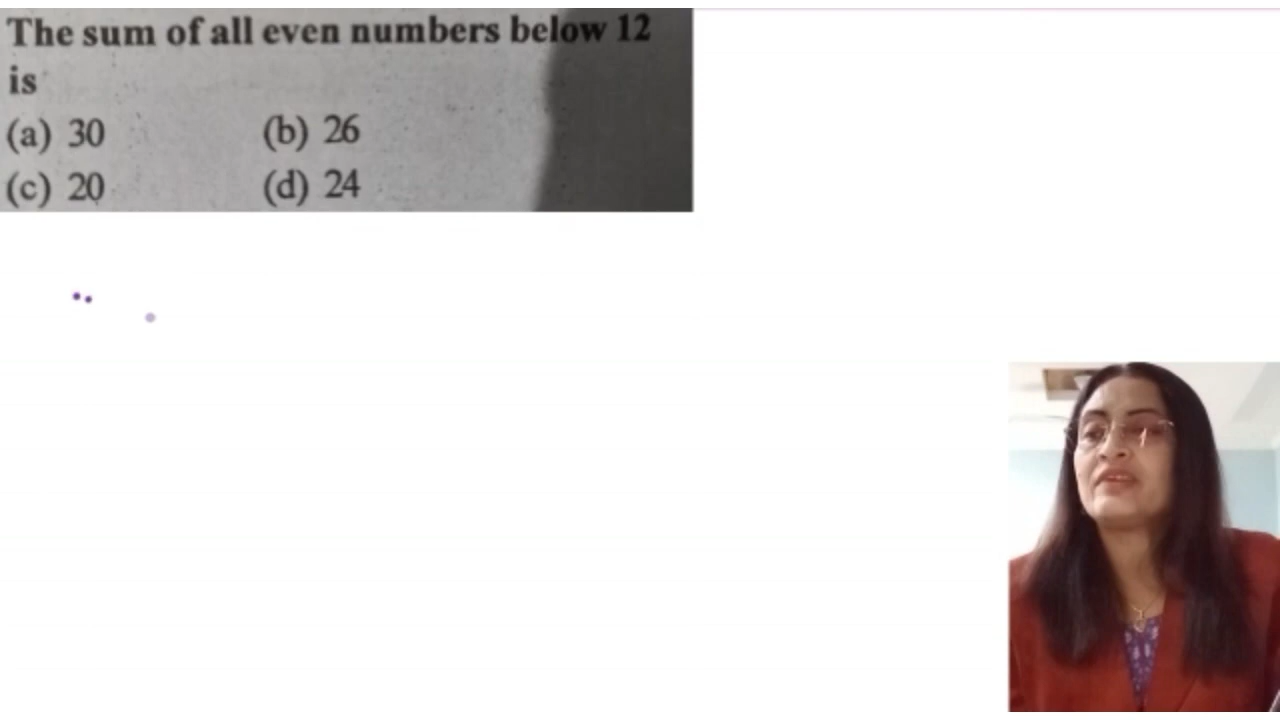 The sum of all even numbers below 12
is
(a) 30 (b) 26
(c) 20 (d) 24